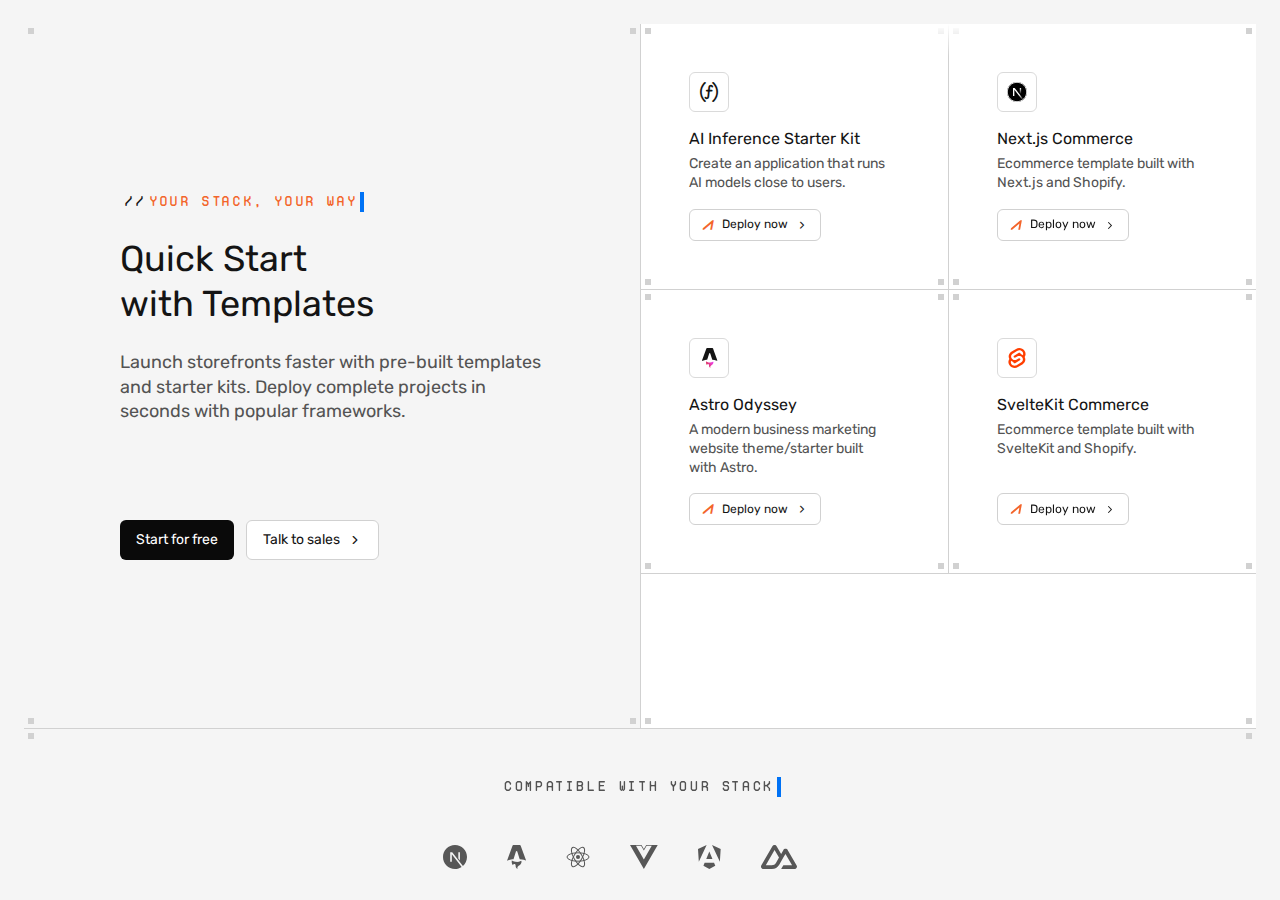 // YOUR STACK, YOUR WAY
Quick Start
with Templates
Launch storefronts faster with pre-built templates
and starter kits. Deploy complete projects in
seconds with popular frameworks.
Start for free
Talk to sales
AI Inference Starter Kit
Create an application that runs
AI models close to users.
Deploy now
Next.js Commerce
Ecommerce template built with
Next.js and Shopify.
Deploy now
Astro Odyssey
A modern business marketing
website theme/starter built
with Astro.
Deploy now
SvelteKit Commerce
Ecommerce template built with
SvelteKit and Shopify.
Deploy now
COMPATIBLE WITH YOUR STACK